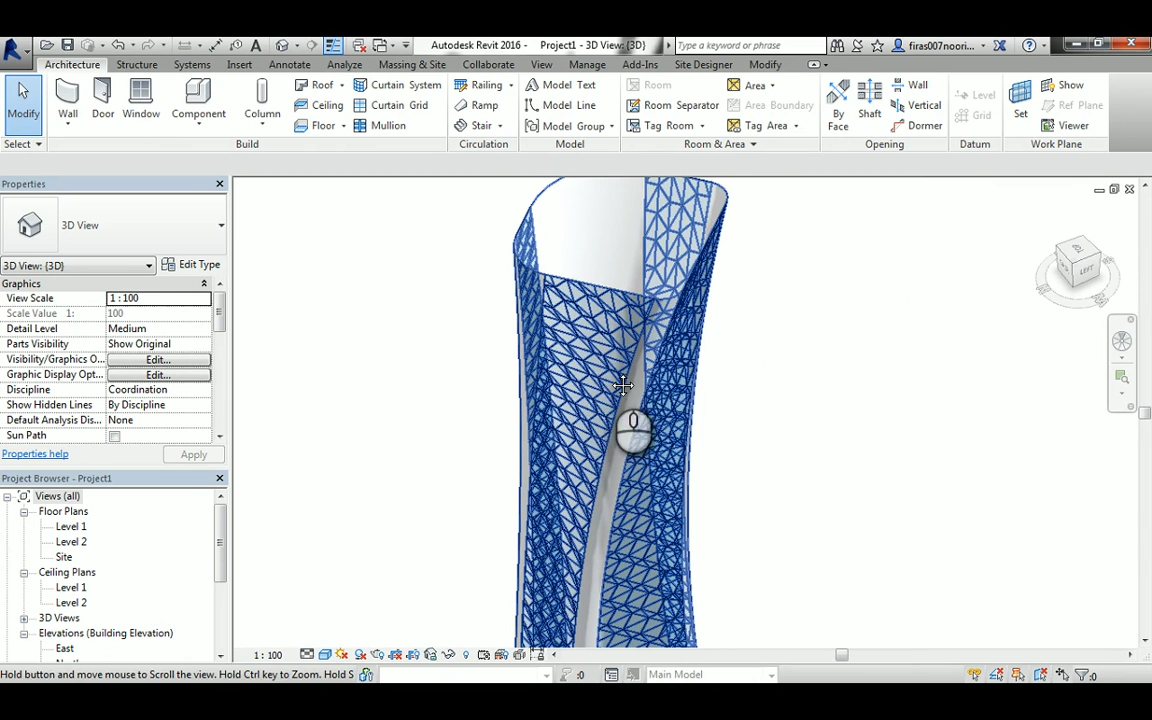 Autodesk Revit 2016 - Project1 - 3D View: {3D}
Type a keyword or phrase
firas007noori...
Architecture Structure Systems Insert Annotate Analyze Massing & Site Collaborate View Manage Add-Ins Site Designer Modify
Modify
Wall
Door
Window
Component
Column
Roof
Ceiling
Floor
Curtain System
Curtain Grid
Mullion
Railing
Ramp
Stair
Model Text
Model Line
Model Group
Room
Room Separator
Tag Room
Area
Area Boundary
Tag Area
By Face
Shaft
Wall
Vertical
Dormer
Level
Grid
Set
Show
Ref Plane
Viewer
Select
Build
Circulation
Model
Room & Area
Opening
Datum
Work Plane
Properties
3D View
3D View: {3D}
Edit Type
Graphics
View Scale 1 : 100
Scale Value 1: 100
Detail Level Medium
Parts Visibility Show Original
Visibility/Graphics O... Edit...
Graphic Display Opt... Edit...
Discipline Coordination
Show Hidden Lines By Discipline
Default Analysis Dis... None
Sun Path
Properties help
Apply
Project Browser - Project1
Views (all)
Floor Plans
Level 1
Level 2
Site
Ceiling Plans
Level 1
Level 2
3D Views
Elevations (Building Elevation)
East
LEFT
1 : 100
Hold button and move mouse to Scroll the view. Hold Ctrl key to Zoom. Hold S
:0
Main Model
:0